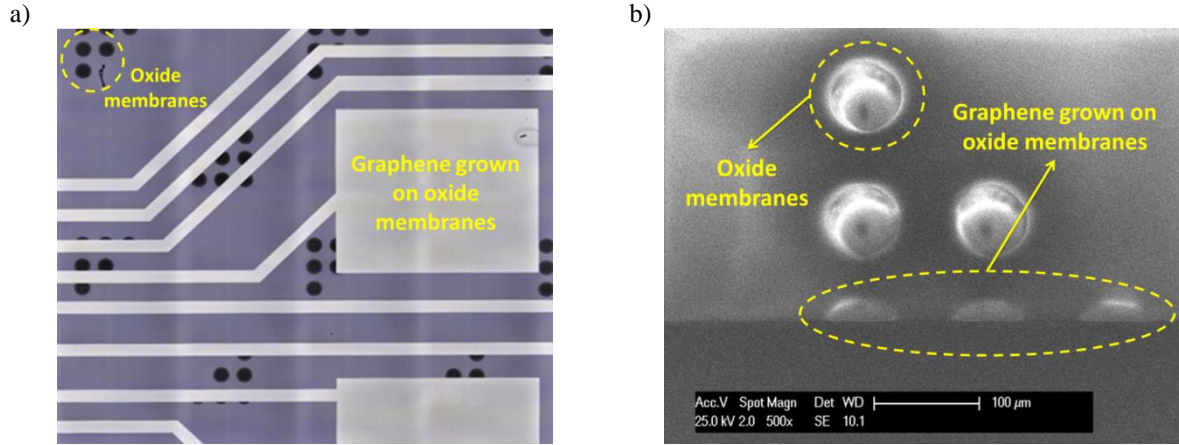 a)
Oxide
membranes
Graphene grown
on oxide
membranes
b)
Graphene grown on
oxide membranes
Oxide
membranes
Acc.V Spot Magn Det WD 100 µm
25.0 kV 2.0 500x SE 10.1